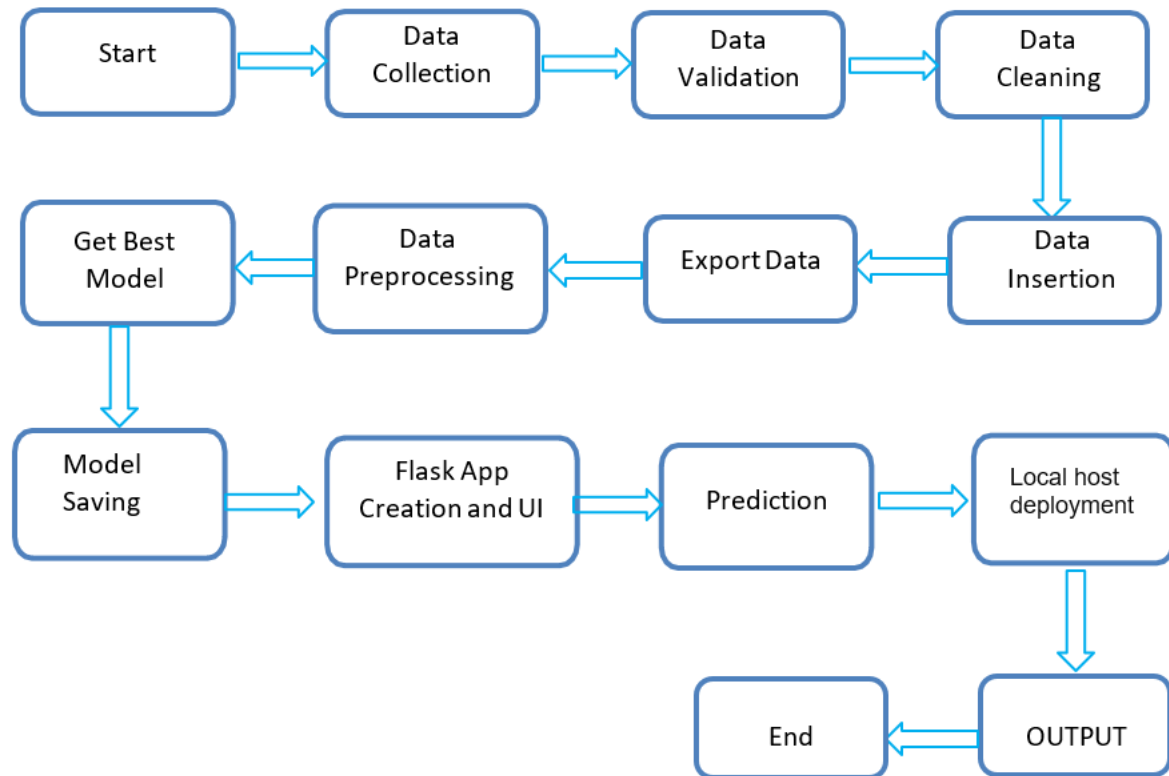 Start
Data
Collection
Data
Validation
Data
Cleaning
Data
Insertion
Export Data
Data
Preprocessing
Get Best
Model
Model
Saving
Flask App
Creation and UI
Prediction
Local host
deployment
OUTPUT
End